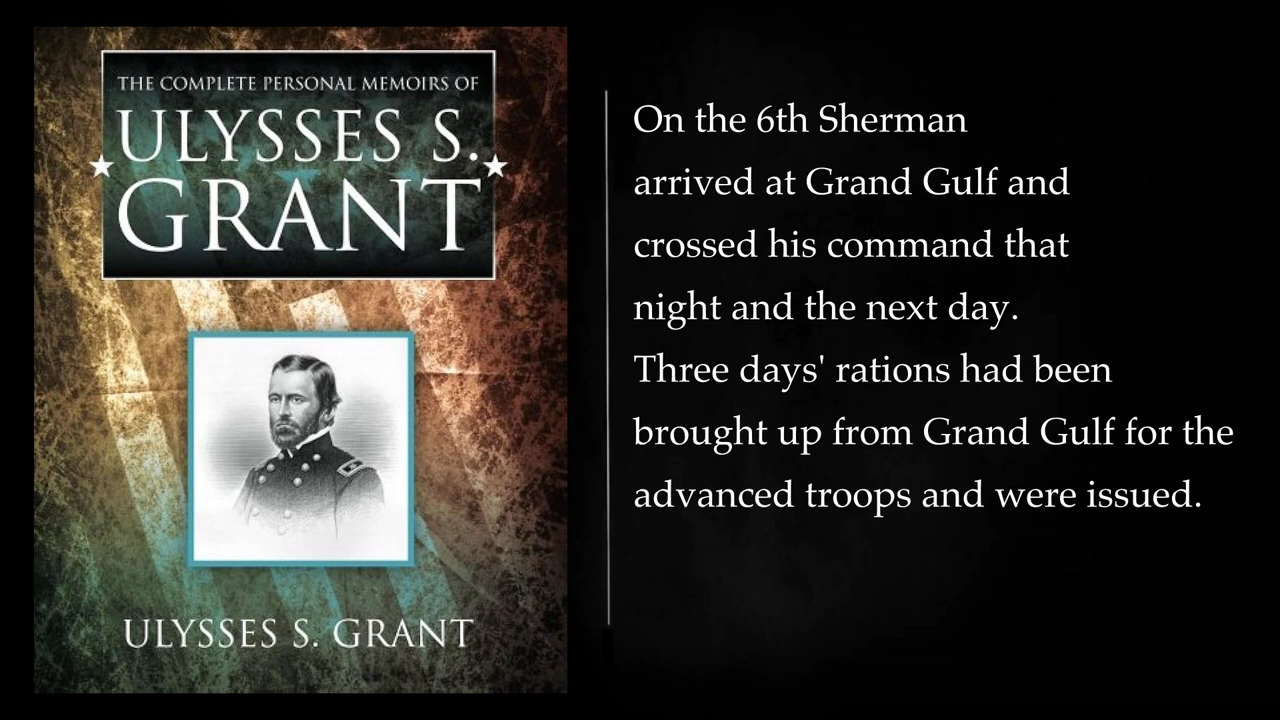 THE COMPLETE PERSONAL MEMOIRS OF
ULYSSES S.
GRANT
ULYSSES S. GRANT
On the 6th Sherman
arrived at Grand Gulf and
crossed his command that
night and the next day.
Three days' rations had been
brought up from Grand Gulf for the
advanced troops and were issued.